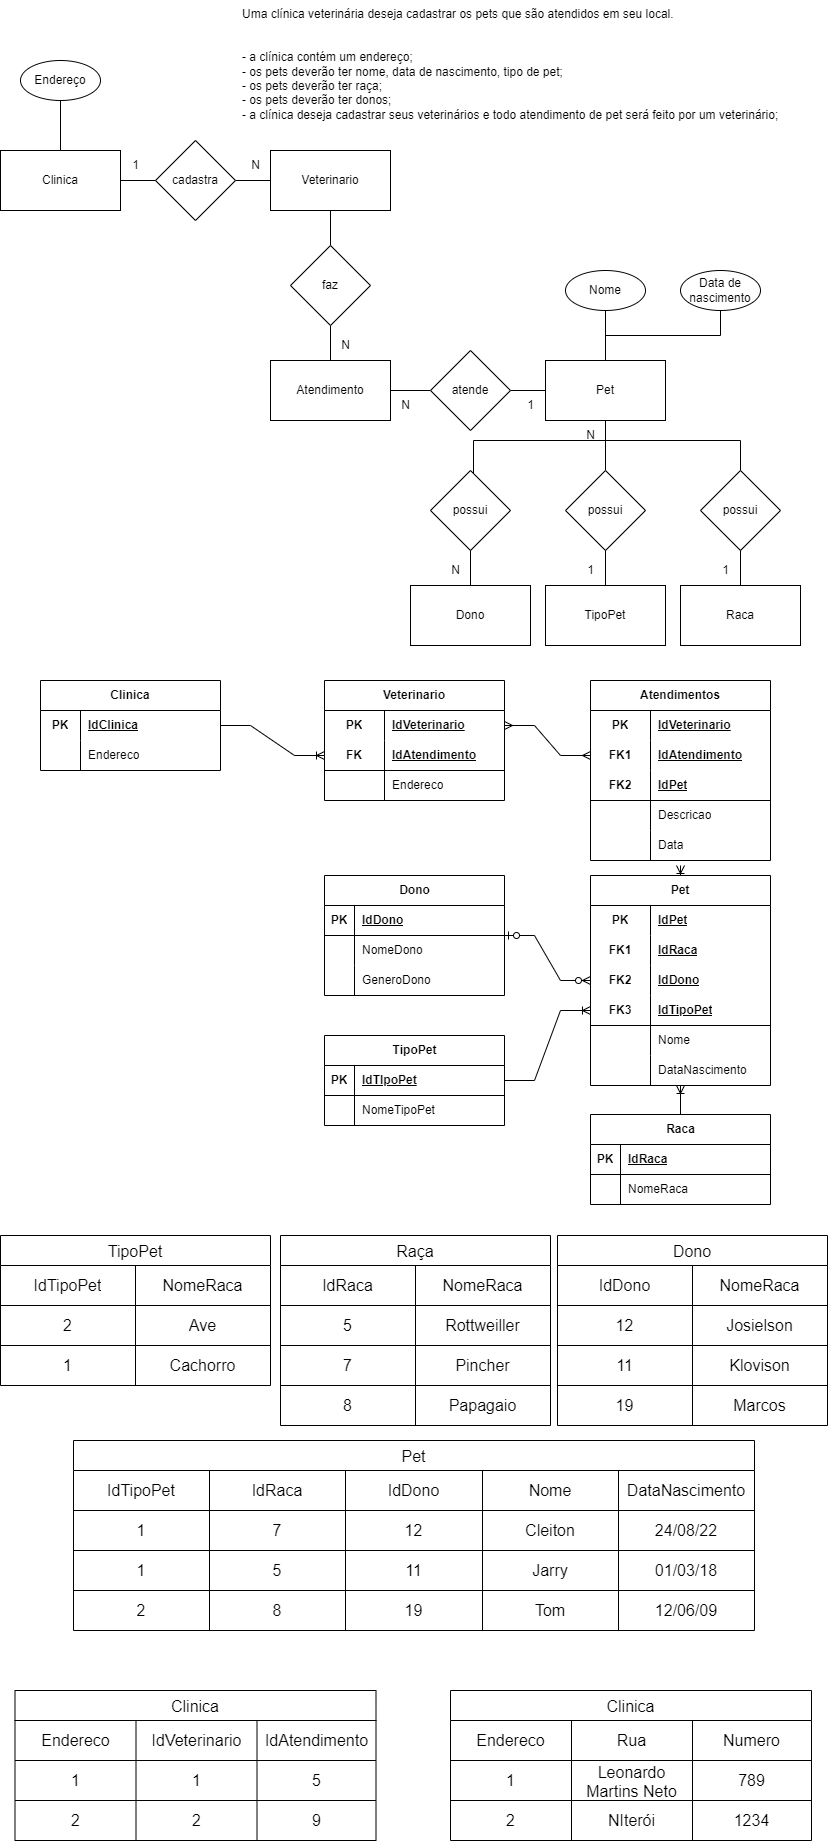 Uma clínica veterinária deseja cadastrar os pets que são atendidos em seu local.
- a clínica contém um endereço;
- os pets deverão ter nome, data de nascimento, tipo de pet;
- os pets deverão ter raça;
- os pets deverão ter donos;
- a clínica deseja cadastrar seus veterinários e todo atendimento de pet será feito por um veterinário;
Endereço
1 N
Clinica cadastra Veterinario
faz
Nome
Data de
nascimento
N
Atendimento atende Pet
N 1
N
possui possui possui
N 1 1
Dono TipoPet Raca
Clinica
PK IdClinica
Endereco
Veterinario
PK IdVeterinario
FK IdAtendimento
Endereco
Atendimentos
PK IdVeterinario
FK1 IdAtendimento
FK2 IdPet
Descricao
Data
Dono
PK IdDono
NomeDono
GeneroDono
Pet
PK IdPet
FK1 IdRaca
FK2 IdDono
FK3 IdTipoPet
Nome
DataNascimento
TipoPet
PK IdTIpoPet
NomeTipoPet
Raca
PK IdRaca
NomeRaca
TipoPet
IdTipoPet NomeRaca
2 Ave
1 Cachorro
Raça
IdRaca NomeRaca
5 Rottweiller
7 Pincher
8 Papagaio
Dono
IdDono NomeRaca
12 Josielson
11 Klovison
19 Marcos
Pet
IdTipoPet IdRaca IdDono Nome DataNascimento
1 7 12 Cleiton 24/08/22
1 5 11 Jarry 01/03/18
2 8 19 Tom 12/06/09
Clinica
Endereco IdVeterinario IdAtendimento
1 1 5
2 2 9
Clinica
Endereco Rua Numero
1 Leonardo
Martins Neto 789
2 NIterói 1234